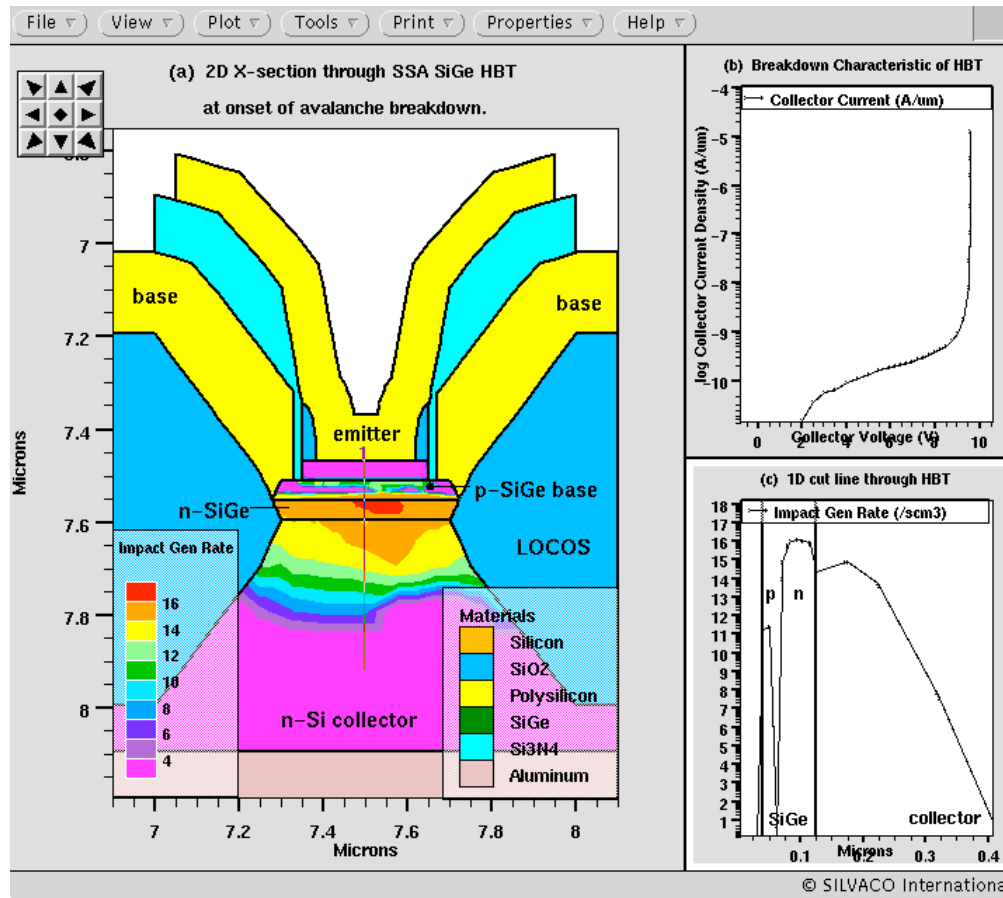 File View Plot Tools Print Properties Help
(a) 2D X-section through SSA SiGe HBT
at onset of avalanche breakdown.
7
7.2
7.4
7.6
7.8
8
Microns
base
base
emitter
p-SiGe base
n-SiGe
LOCOS
n-Si collector
Impact Gen Rate
16
14
12
10
8
6
4
Materials
Silicon
SiO2
Polysilicon
SiGe
Si3N4
Aluminum
7 7.2 7.4 7.6 7.8 8
Microns
(b) Breakdown Characteristic of HBT
Collector Current (A/um)
log Collector Current Density (A/um)
-4
-5
-6
-7
-8
-9
-10
0 2 4 6 8 10
Collector Voltage (V)
(c) 1D cut line through HBT
Impact Gen Rate (/scm3)
18
17
16
15
14
13
12
11
10
9
8
7
6
5
4
3
2
1
p n
SiGe collector
0.1 0.2 0.3 0.4
Microns
© SILVACO Internationa